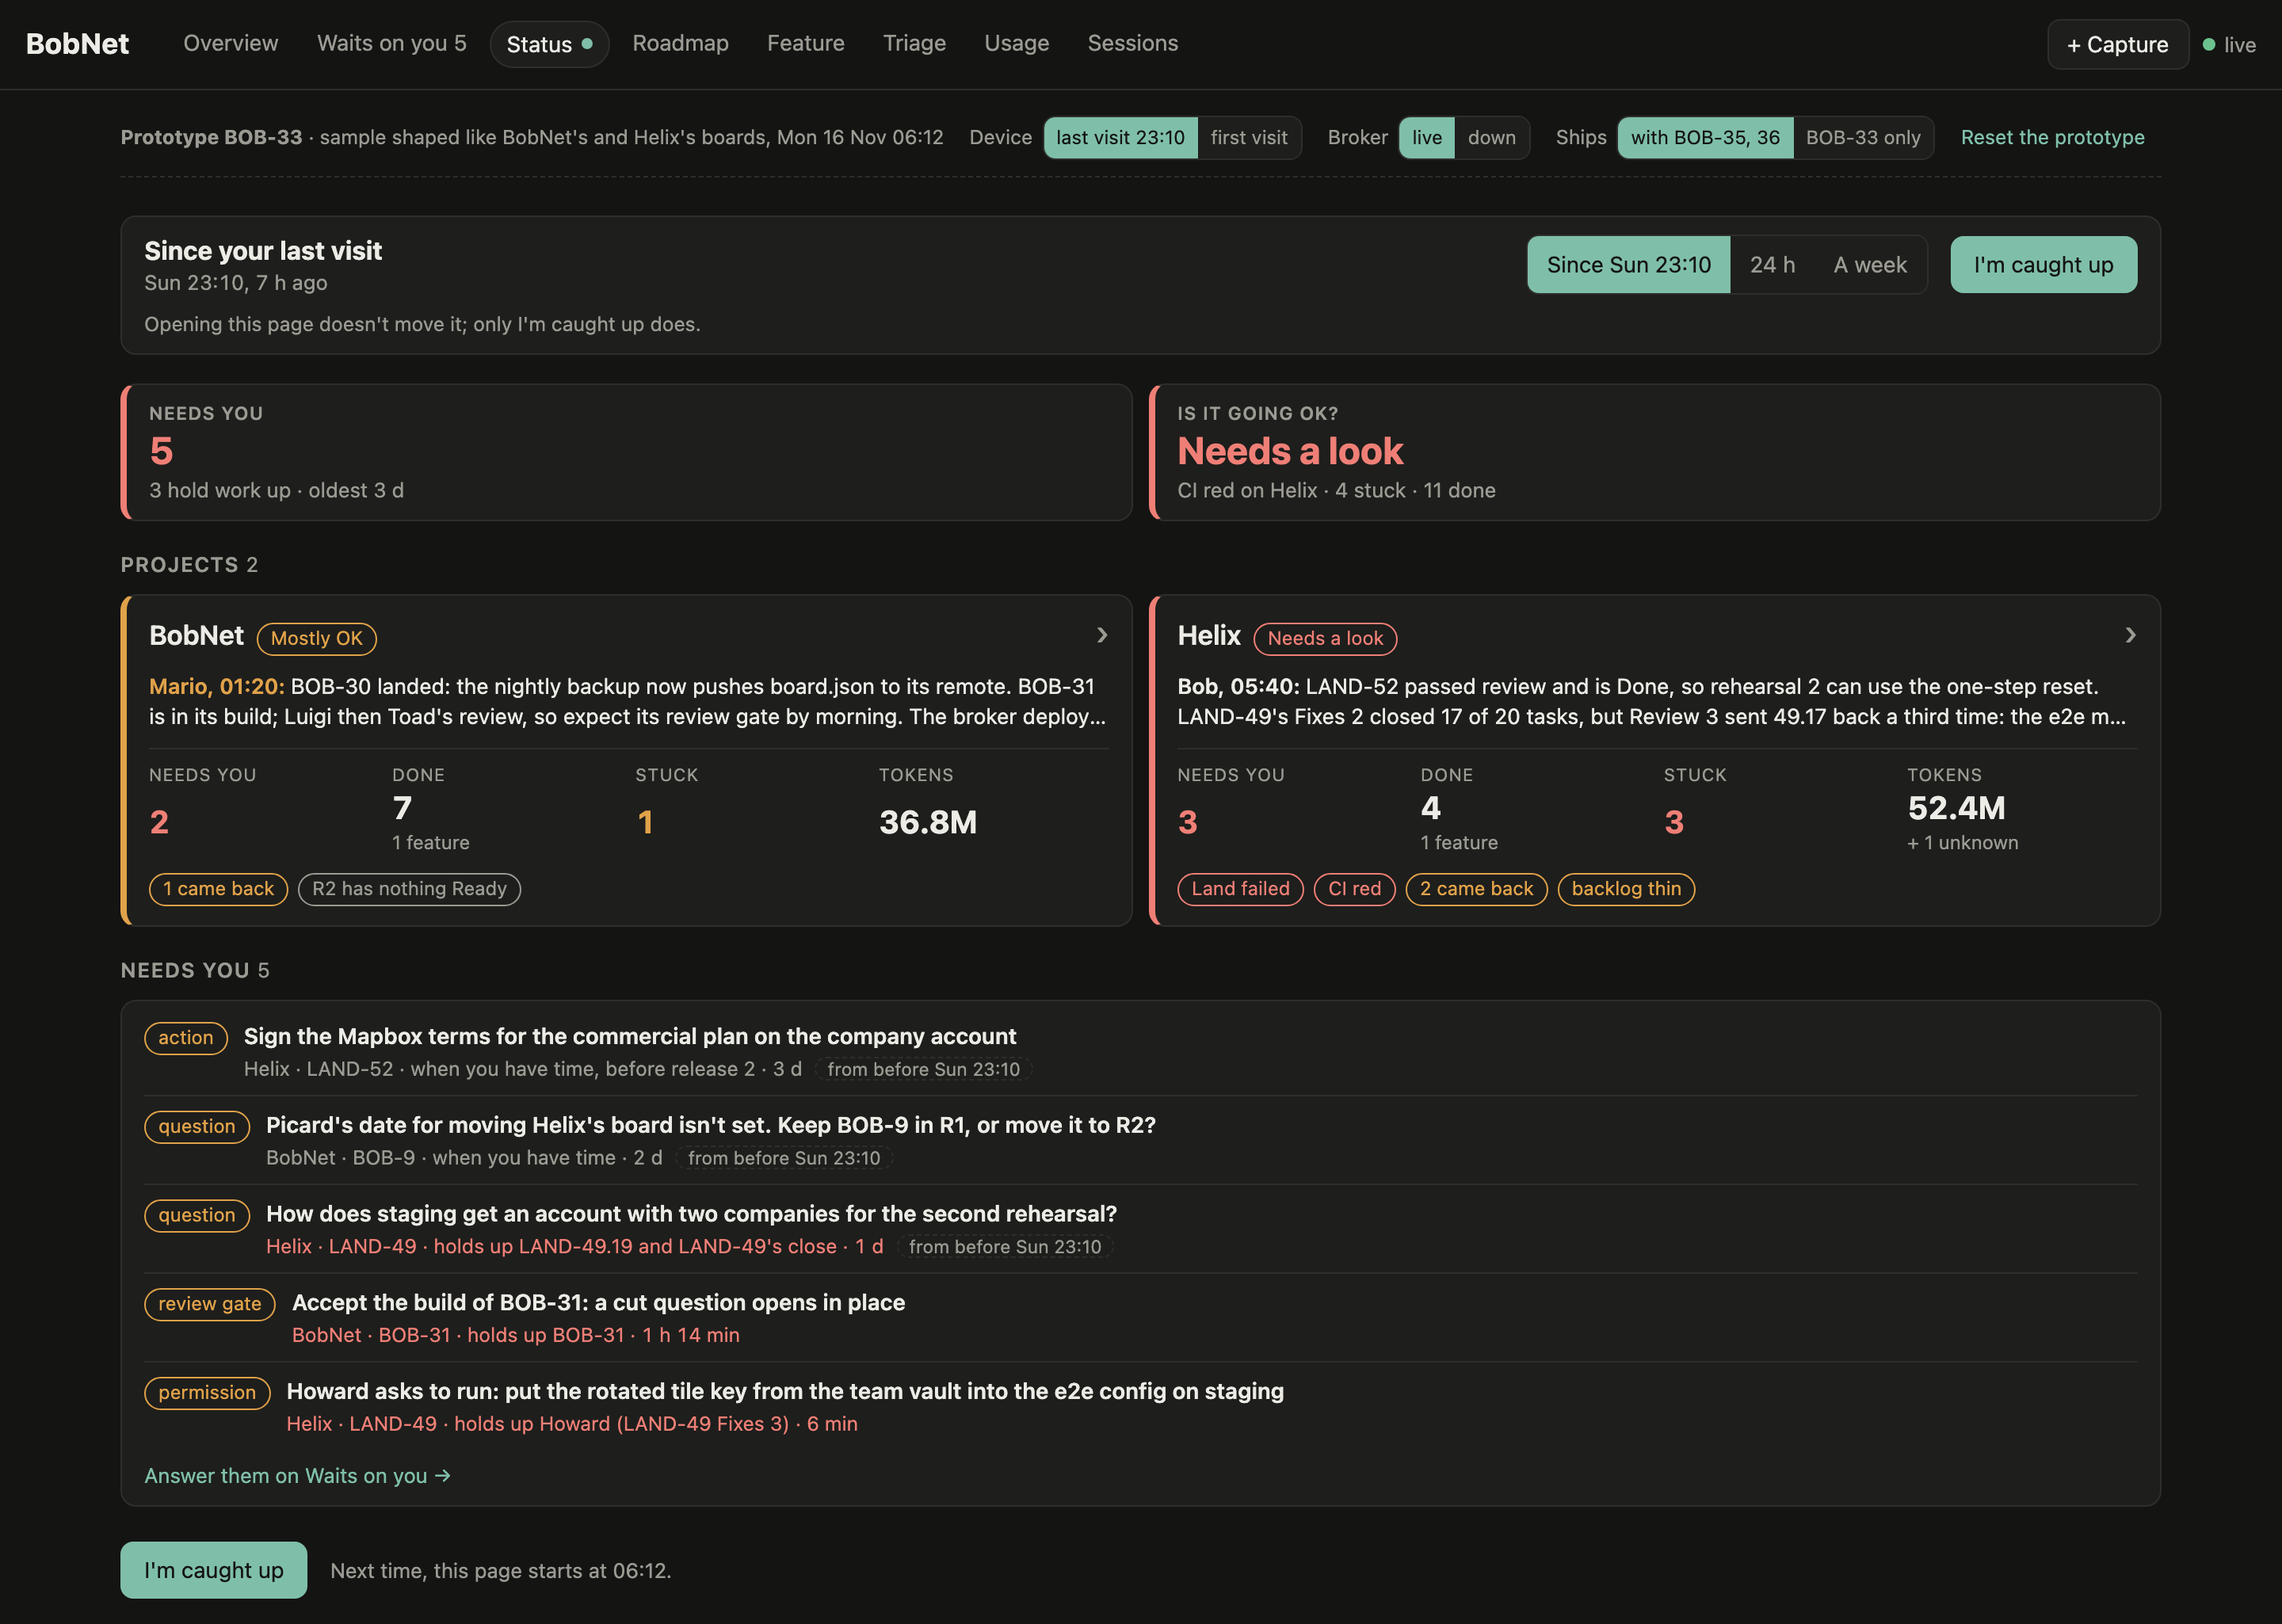 BobNet Overview Waits on you 5 Status Roadmap Feature Triage Usage Sessions + Capture live
Prototype BOB-33 · sample shaped like BobNet's and Helix's boards, Mon 16 Nov 06:12 Device last visit 23:10 first visit Broker live down Ships with BOB-35, 36 BOB-33 only Reset the prototype
Since your last visit
Sun 23:10, 7 h ago
Opening this page doesn't move it; only I'm caught up does.
Since Sun 23:10 24 h A week I'm caught up
NEEDS YOU
5
3 hold work up · oldest 3 d
IS IT GOING OK?
Needs a look
CI red on Helix · 4 stuck · 11 done
PROJECTS 2
BobNet Mostly OK
Mario, 01:20: BOB-30 landed: the nightly backup now pushes board.json to its remote. BOB-31
is in its build; Luigi then Toad's review, so expect its review gate by morning. The broker deploy...
NEEDS YOU DONE STUCK TOKENS
2 7 1 36.8M
1 feature
1 came back R2 has nothing Ready
Helix Needs a look
Bob, 05:40: LAND-52 passed review and is Done, so rehearsal 2 can use the one-step reset.
LAND-49's Fixes 2 closed 17 of 20 tasks, but Review 3 sent 49.17 back a third time: the e2e m...
NEEDS YOU DONE STUCK TOKENS
3 4 3 52.4M
1 feature + 1 unknown
Land failed CI red 2 came back backlog thin
NEEDS YOU 5
action Sign the Mapbox terms for the commercial plan on the company account
Helix · LAND-52 · when you have time, before release 2 · 3 d from before Sun 23:10
question Picard's date for moving Helix's board isn't set. Keep BOB-9 in R1, or move it to R2?
BobNet · BOB-9 · when you have time · 2 d from before Sun 23:10
question How does staging get an account with two companies for the second rehearsal?
Helix · LAND-49 · holds up LAND-49.19 and LAND-49's close · 1 d from before Sun 23:10
review gate Accept the build of BOB-31: a cut question opens in place
BobNet · BOB-31 · holds up BOB-31 · 1 h 14 min
permission Howard asks to run: put the rotated tile key from the team vault into the e2e config on staging
Helix · LAND-49 · holds up Howard (LAND-49 Fixes 3) · 6 min
Answer them on Waits on you →
I'm caught up Next time, this page starts at 06:12.